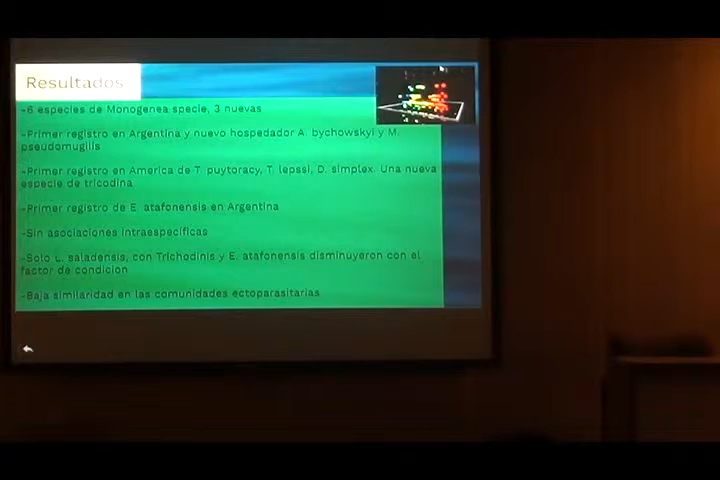 Resultados
-6 especies de Monogenea specie, 3 nuevas
-Primer registro en Argentina y nuevo hospedador A. bychowskyi y M.
pseudomugilis
-Primer registro en America de T. puytoracy, T. lepssi, D. simplex. Una nueva
especie de tricodina
-Primer registro de E. atafonensis en Argentina
-Sin asociaciones intraespecíficas
-Solo L. saladensis, con Trichodinis y E. atafonensis disminuyeron con el
factor de condicion
-Baja similaridad en las comunidades ectoparasitarias